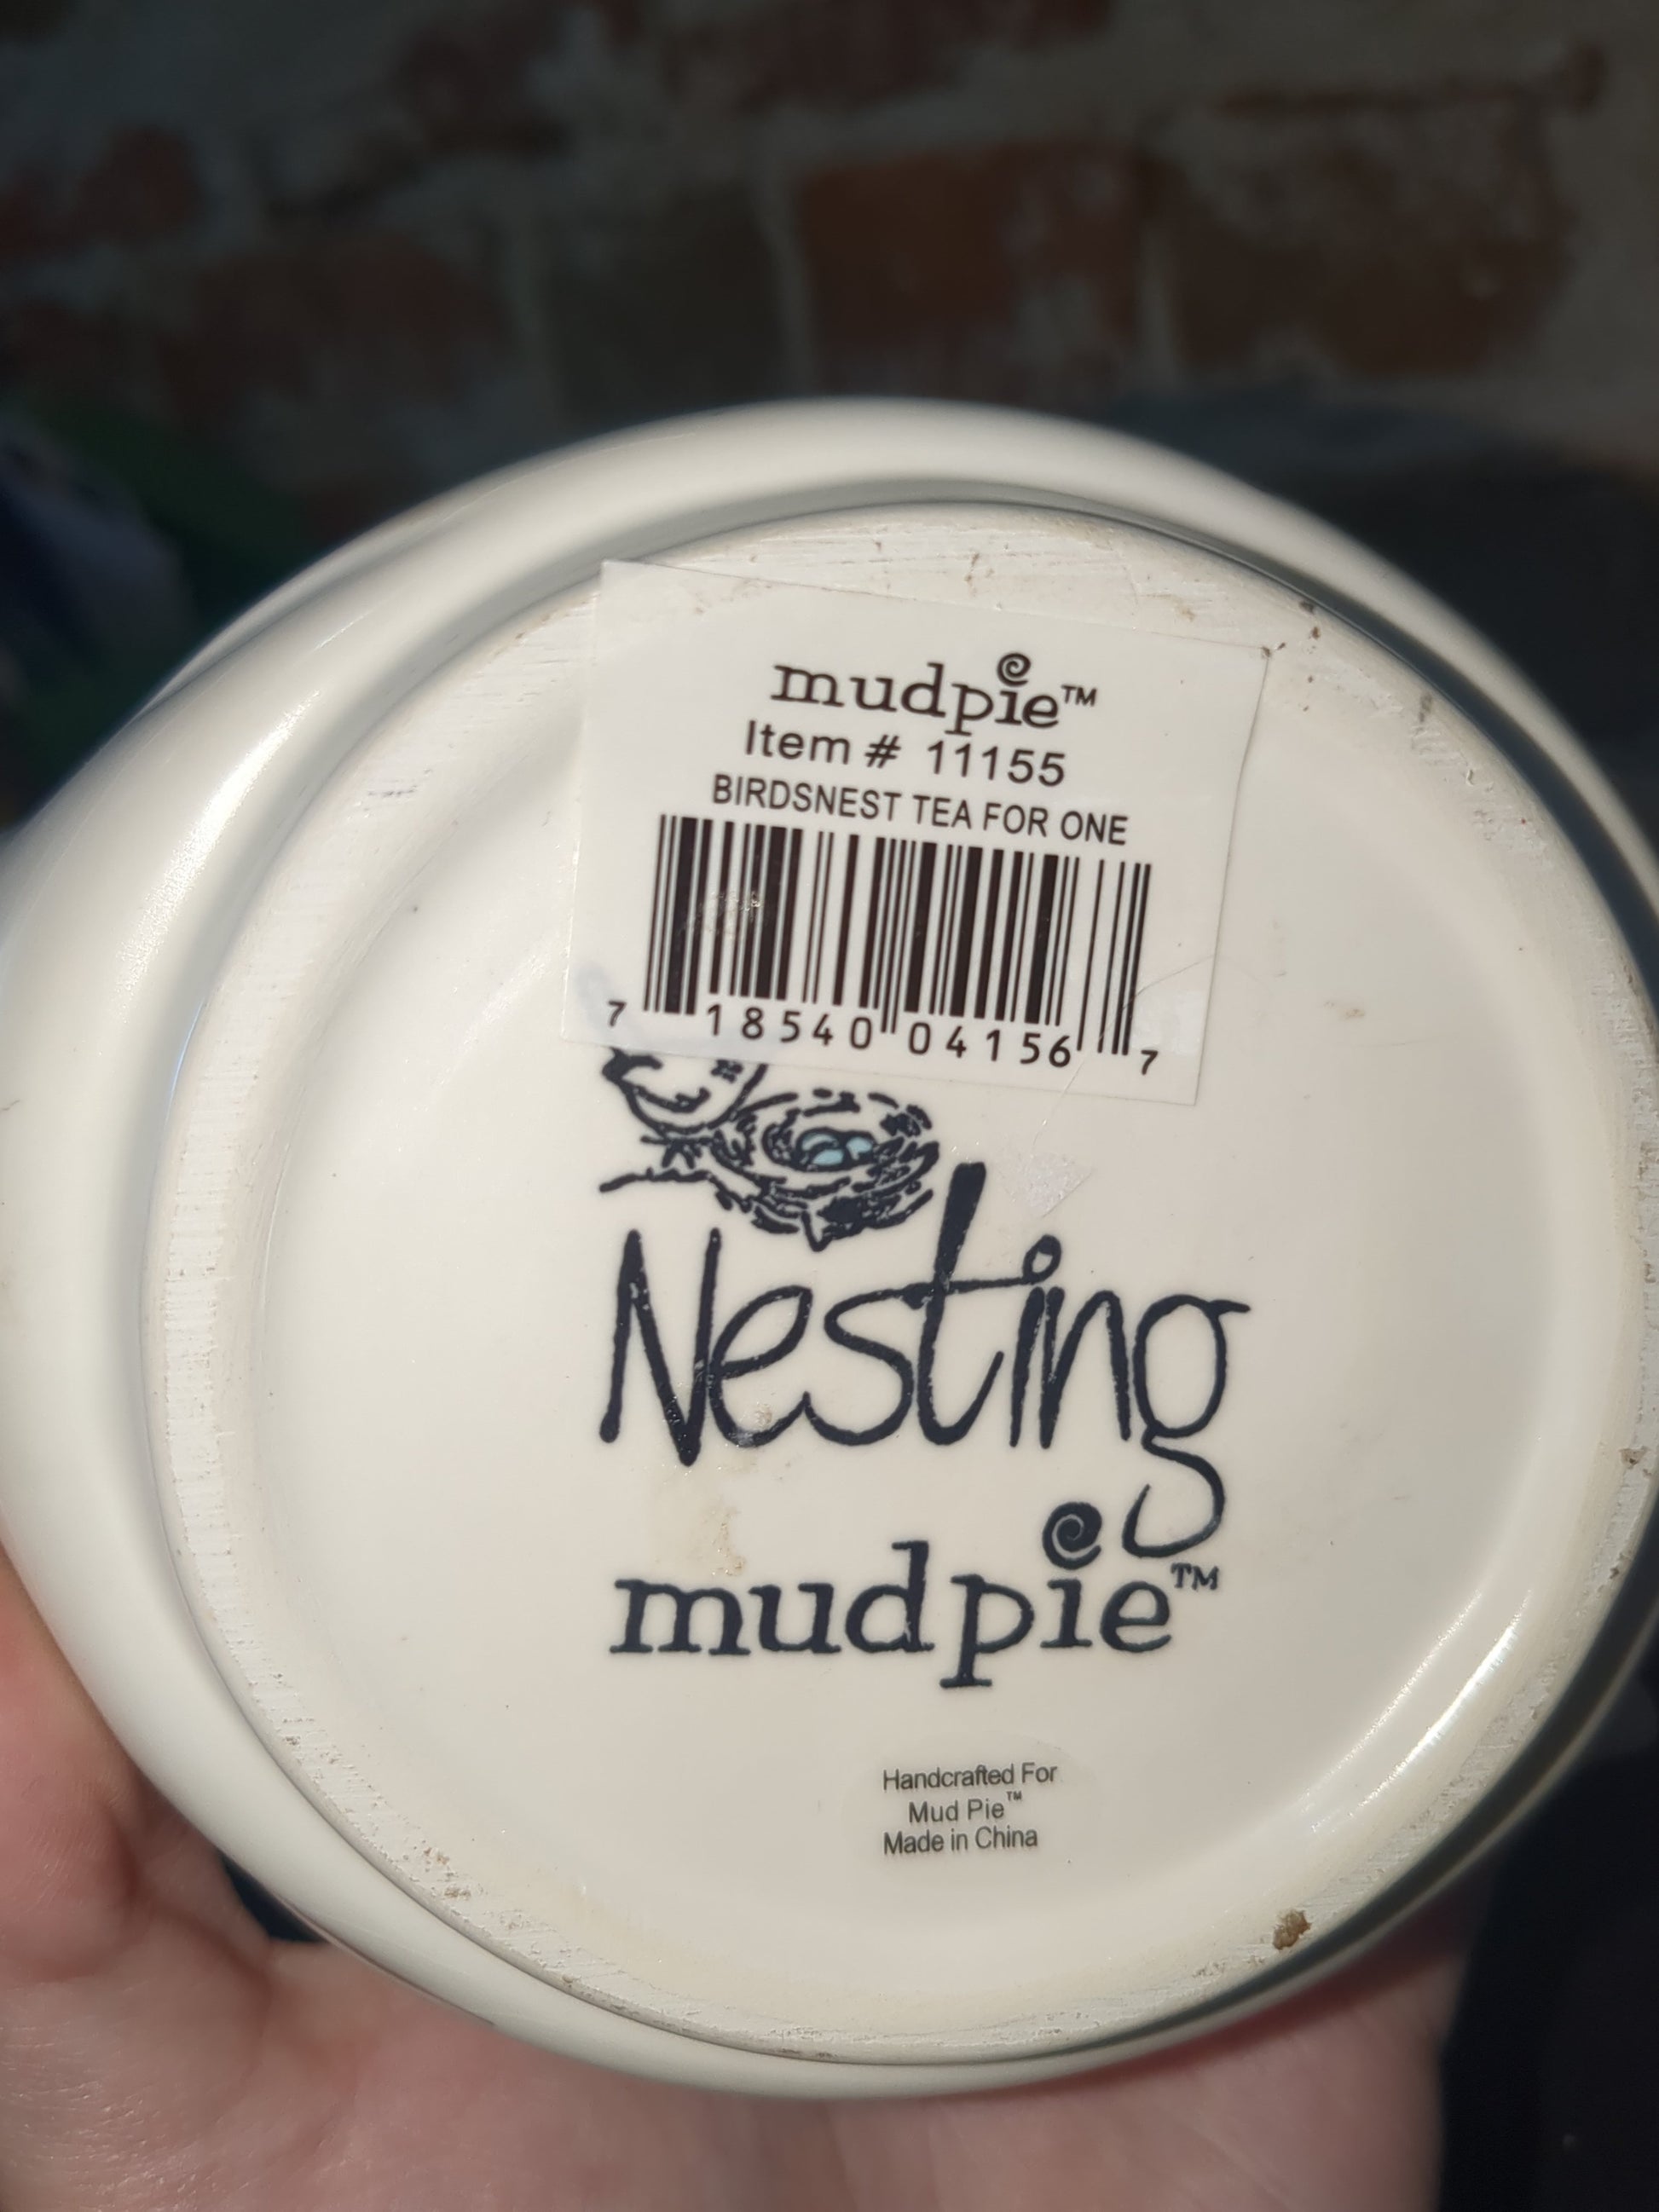 mudpie™
Item # 11155
BIRDSNEST TEA FOR ONE
7 18540 04156 7
Nesting
mudpie™
Handcrafted For
Mud Pie™
Made in China